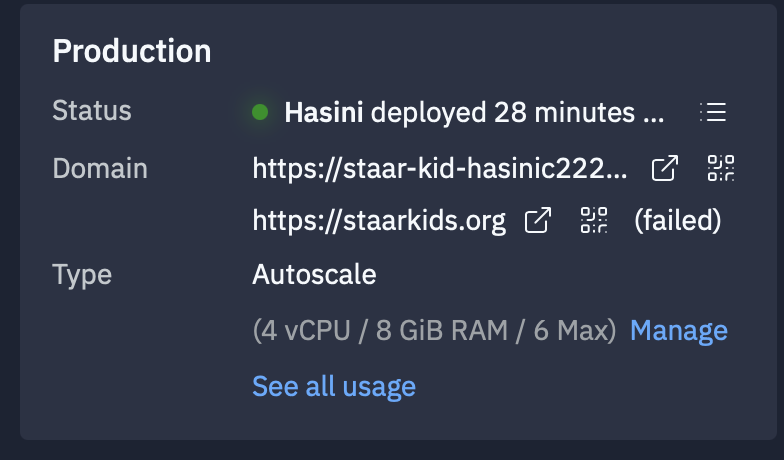 Production
Status Hasini deployed 28 minutes ...
Domain https://staar-kid-hasinic222...
https://staarkids.org (failed)
Type Autoscale
(4 vCPU / 8 GiB RAM / 6 Max) Manage
See all usage